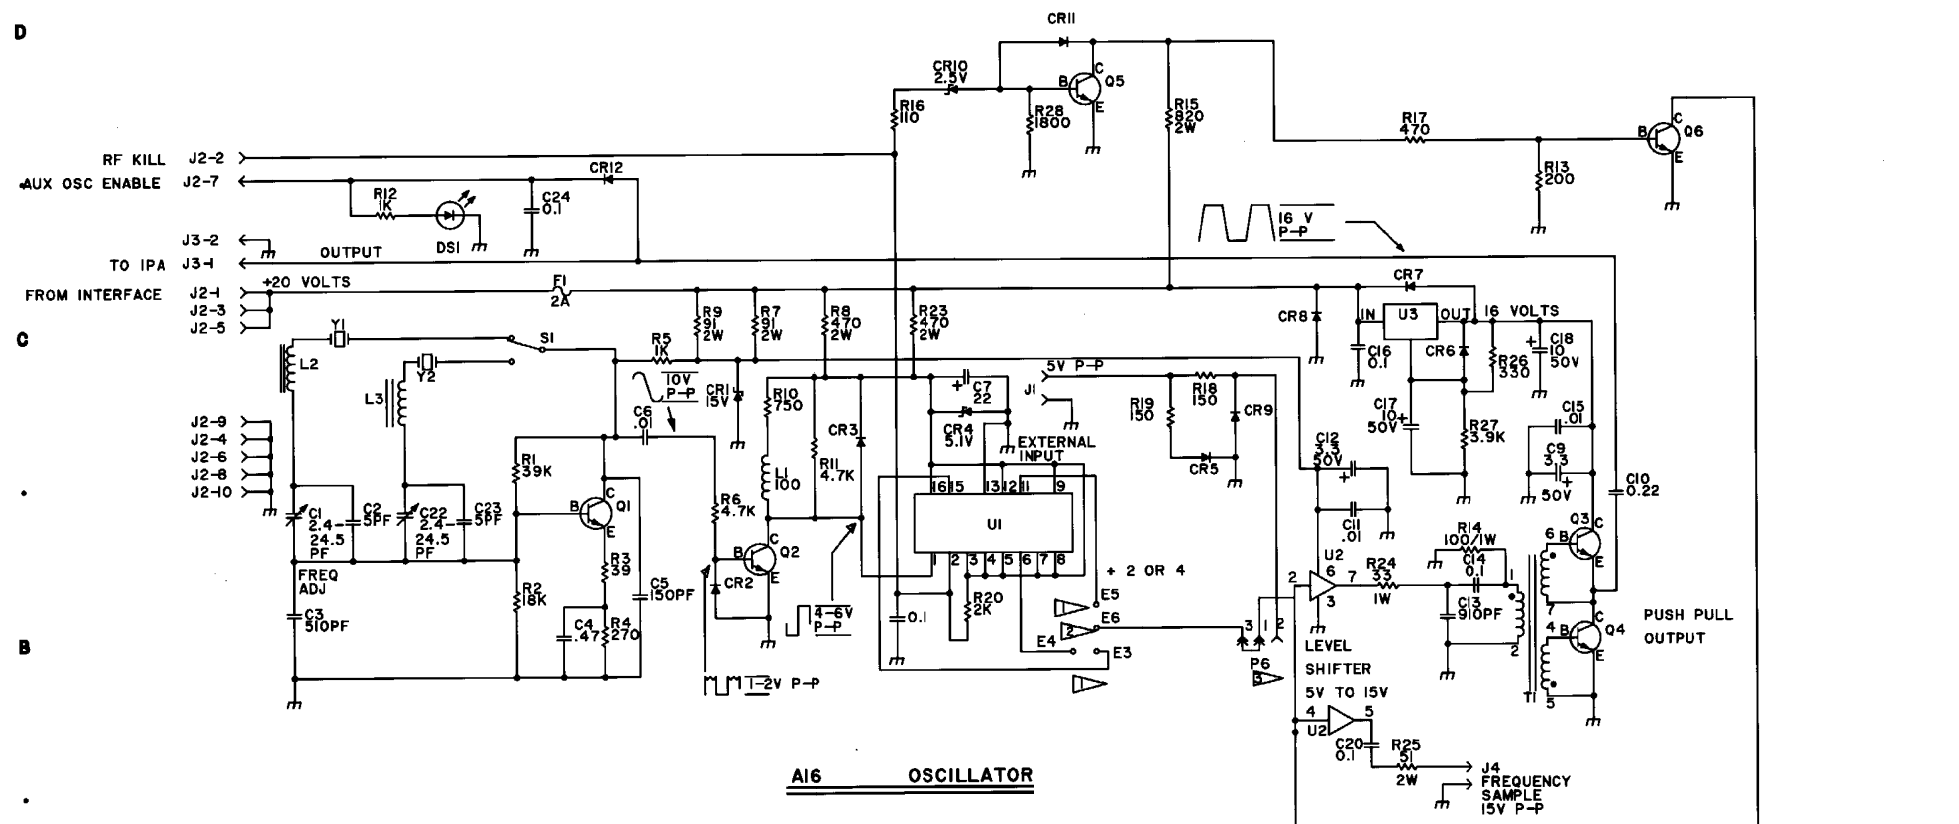 D
CR11
CR10
2.5V
C
B
Q5
E
R16
110
R28
1800
R15
820
2W
R17
470
C
B
Q6
E
R13
200
RF KILL J2-2
AUX OSC ENABLE J2-7
CR12
R12
1K
DS1
C24
0.1
J3-2
OUTPUT
TO IPA J3-1
16 V
P-P
+20 VOLTS
FROM INTERFACE J2-1
J2-3
J2-5
F1
2A
CR7
C
Y1
S1
L2
Y2
L3
R5
1K
R9
91
2W
R7
91
2W
R8
470
2W
R23
470
2W
CR8
IN
U3
OUT
16 VOLTS
C16
0.1
CR6
R26
330
C18
+
10
50V
10V
P-P
CR1
15V
R10
750
+
C7
22
CR4
5.1V
5V P-P
J1
EXTERNAL
INPUT
R19
150
R18
150
CR9
CR5
C17
10
+
50V
R27
3.9K
C15
.01
C9
3.3
+
50V
C12
3.3
50V
+
C11
.01
C10
0.22
J2-9
J2-4
J2-6
J2-8
J2-10
C6
.01
CR3
R11
4.7K
L1
100
R1
39K
C
B
Q1
E
R6
4.7K
16 15 13 12 11 9
U1
1 2 3 4 5 6 7 8
C1
2.4-
24.5
PF
C2
5PF
C22
2.4-
24.5
PF
C23
5PF
FREQ
ADJ
C3
510PF
R2
18K
R3
39
C4
.47
R4
270
C5
150PF
C
B
Q2
E
CR2
4-6V
P-P
1-2V P-P
0.1
R20
2K
+ 2 OR 4
1
E5
2
E6
E4
E3
1
3 1 2
P6
3
2
U2
6
7
3
LEVEL
SHIFTER
5V TO 15V
R24
33
1W
R14
100/1W
C14
0.1
C13
910PF
1
2
T1
6
7
4
5
C
B
Q3
E
C
B
Q4
E
PUSH PULL
OUTPUT
B
4
U2
5
C20
0.1
R25
51
2W
J4
FREQUENCY
SAMPLE
15V P-P
A16 OSCILLATOR